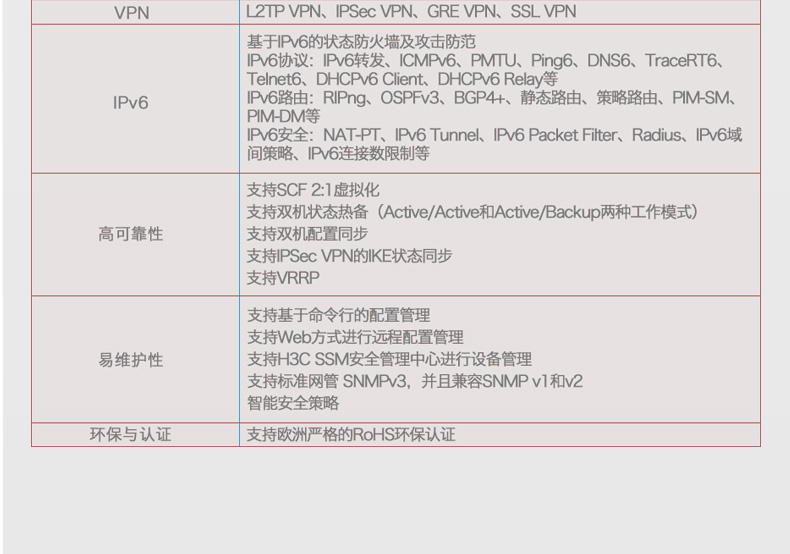 VPN
L2TP VPN、IPSec VPN、GRE VPN、SSL VPN
IPv6
基于IPv6的状态防火墙及攻击防范
IPv6协议：IPv6转发、ICMPv6、PMTU、Ping6、DNS6、TraceRT6、
Telnet6、DHCPv6 Client、DHCPv6 Relay等
IPv6路由：RIPng、OSPFv3、BGP4+、静态路由、策略路由、PIM-SM、
PIM-DM等
IPv6安全：NAT-PT、IPv6 Tunnel、IPv6 Packet Filter、Radius、IPv6域
间策略、IPv6连接数限制等
高可靠性
支持SCF 2:1虚拟化
支持双机状态热备（Active/Active和Active/Backup两种工作模式）
支持双机配置同步
支持IPSec VPN的IKE状态同步
支持VRRP
易维护性
支持基于命令行的配置管理
支持Web方式进行远程配置管理
支持H3C SSM安全管理中心进行设备管理
支持标准网管 SNMPv3，并且兼容SNMP v1和v2
智能安全策略
环保与认证
支持欧洲严格的RoHS环保认证